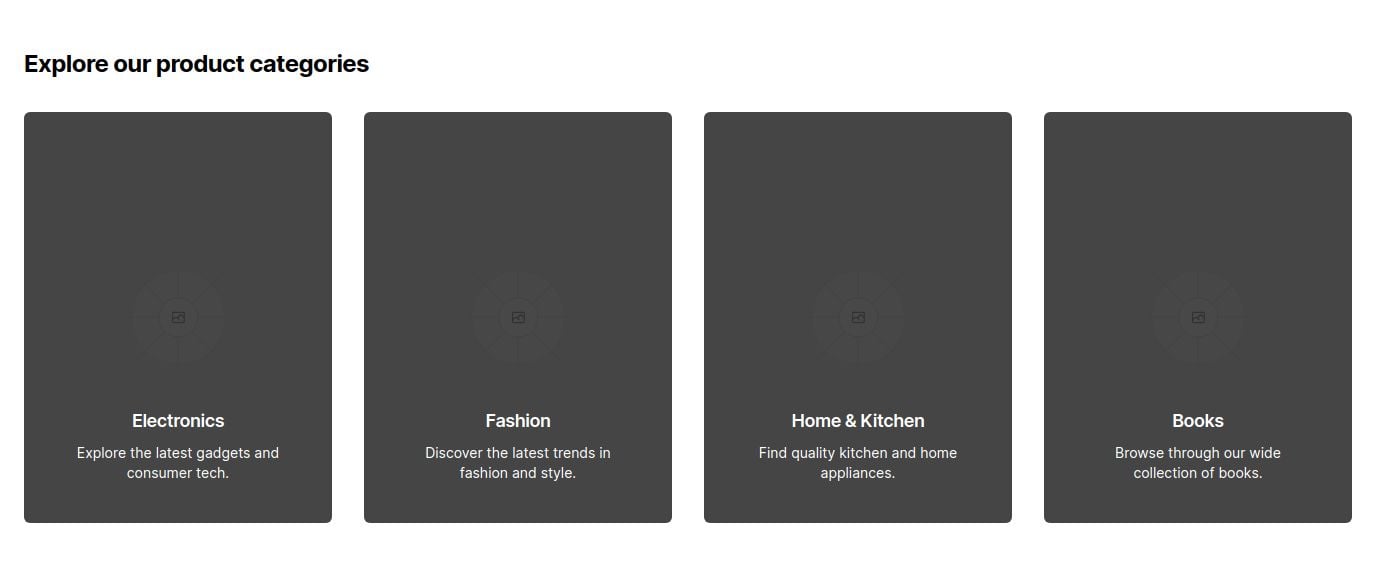 Explore our product categories
Electronics
Explore the latest gadgets and
consumer tech.
Fashion
Discover the latest trends in
fashion and style.
Home & Kitchen
Find quality kitchen and home
appliances.
Books
Browse through our wide
collection of books.